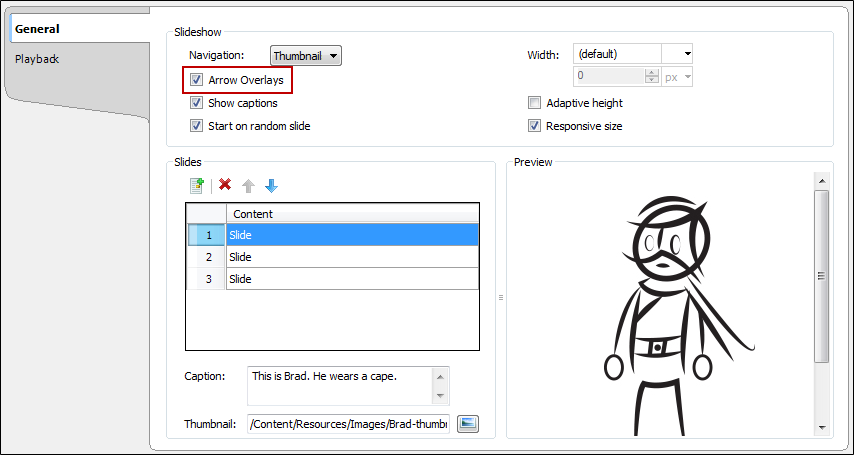 General
Playback
Slideshow
Navigation: Thumbnail
Width: (default)
0 px
Arrow Overlays
Show captions
Adaptive height
Start on random slide
Responsive size
Slides
Content
1 Slide
2 Slide
3 Slide
Caption: This is Brad. He wears a cape.
Thumbnail: /Content/Resources/Images/Brad-thumb
Preview